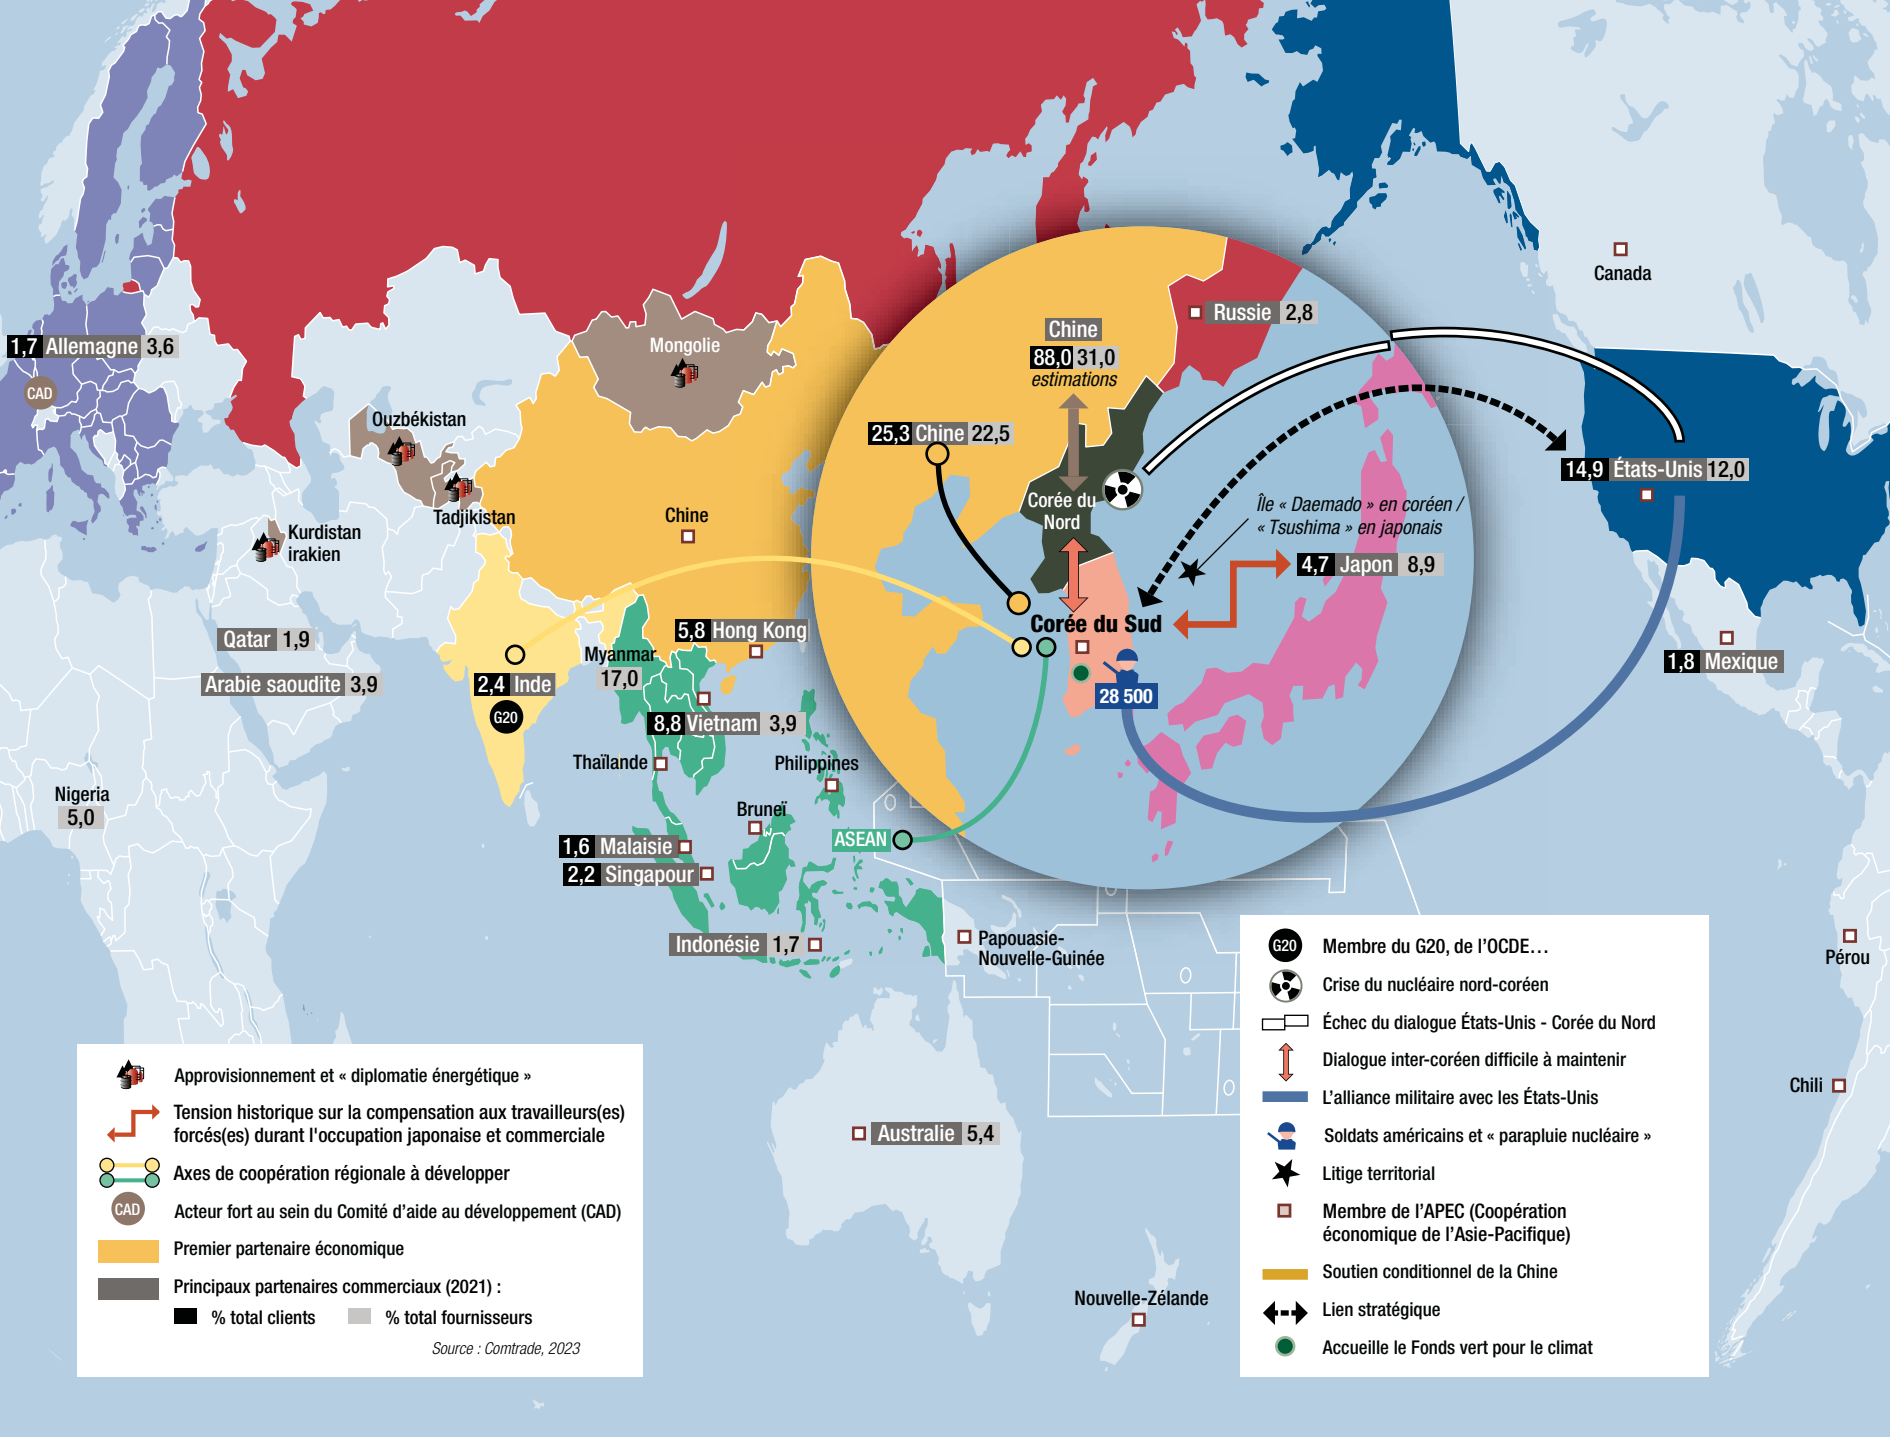 Canada
Russie 2,8
Chine
88,0 31,0
estimations
1,7 Allemagne 3,6
CAD
Mongolie
Ouzbékistan
25,3 Chine 22,5
14,9 États-Unis 12,0
Tadjikistan
Chine
Corée du
Nord
Île « Daemado » en coréen /
« Tsushima » en japonais
Kurdistan
irakien
4,7 Japon 8,9
Corée du Sud
Qatar 1,9
5,8 Hong Kong
Myanmar
17,0
1,8 Mexique
Arabie saoudite 3,9
2,4 Inde
G20
28 500
8,8 Vietnam 3,9
Thaïlande
Philippines
Nigeria
5,0
Bruneï
ASEAN
1,6 Malaisie
2,2 Singapour
Indonésie 1,7
Papouasie-
Nouvelle-Guinée
Pérou
Chili
Australie 5,4
Nouvelle-Zélande
Approvisionnement et « diplomatie énergétique »
Tension historique sur la compensation aux travailleurs(es)
forcés(es) durant l'occupation japonaise et commerciale
Axes de coopération régionale à développer
CAD Acteur fort au sein du Comité d'aide au développement (CAD)
Premier partenaire économique
Principaux partenaires commerciaux (2021) :
% total clients % total fournisseurs
Source : Comtrade, 2023
G20 Membre du G20, de l'OCDE…
Crise du nucléaire nord-coréen
Échec du dialogue États-Unis - Corée du Nord
Dialogue inter-coréen difficile à maintenir
L'alliance militaire avec les États-Unis
Soldats américains et « parapluie nucléaire »
Litige territorial
Membre de l'APEC (Coopération
économique de l'Asie-Pacifique)
Soutien conditionnel de la Chine
Lien stratégique
Accueille le Fonds vert pour le climat